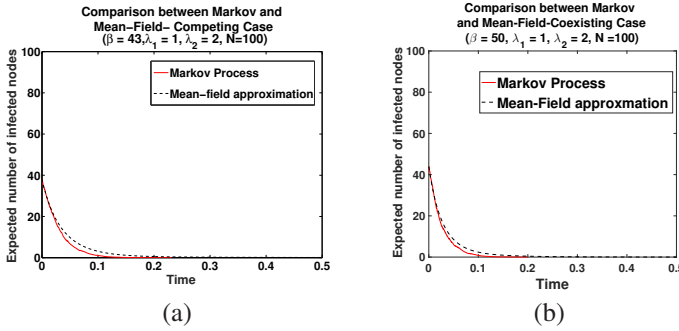 Comparison between Markov and
Mean−Field− Competing Case
(β = 43,λ1 = 1, λ2 = 2, N=100)
Expected number of infected nodes
100
80
60
40
20
0
Markov Process
Mean−field approximation
0 0.1 0.2 0.3 0.4 0.5
Time
(a)
Comparison between Markov
and Mean-Field-Coexisting Case
(β = 50, λ1 = 1, λ2 = 2, N=100)
Expected number of infected nodes
100
80
60
40
20
0
Markov Process
Mean-Field approxmation
0 0.1 0.2 0.3 0.4 0.5
Time
(b)